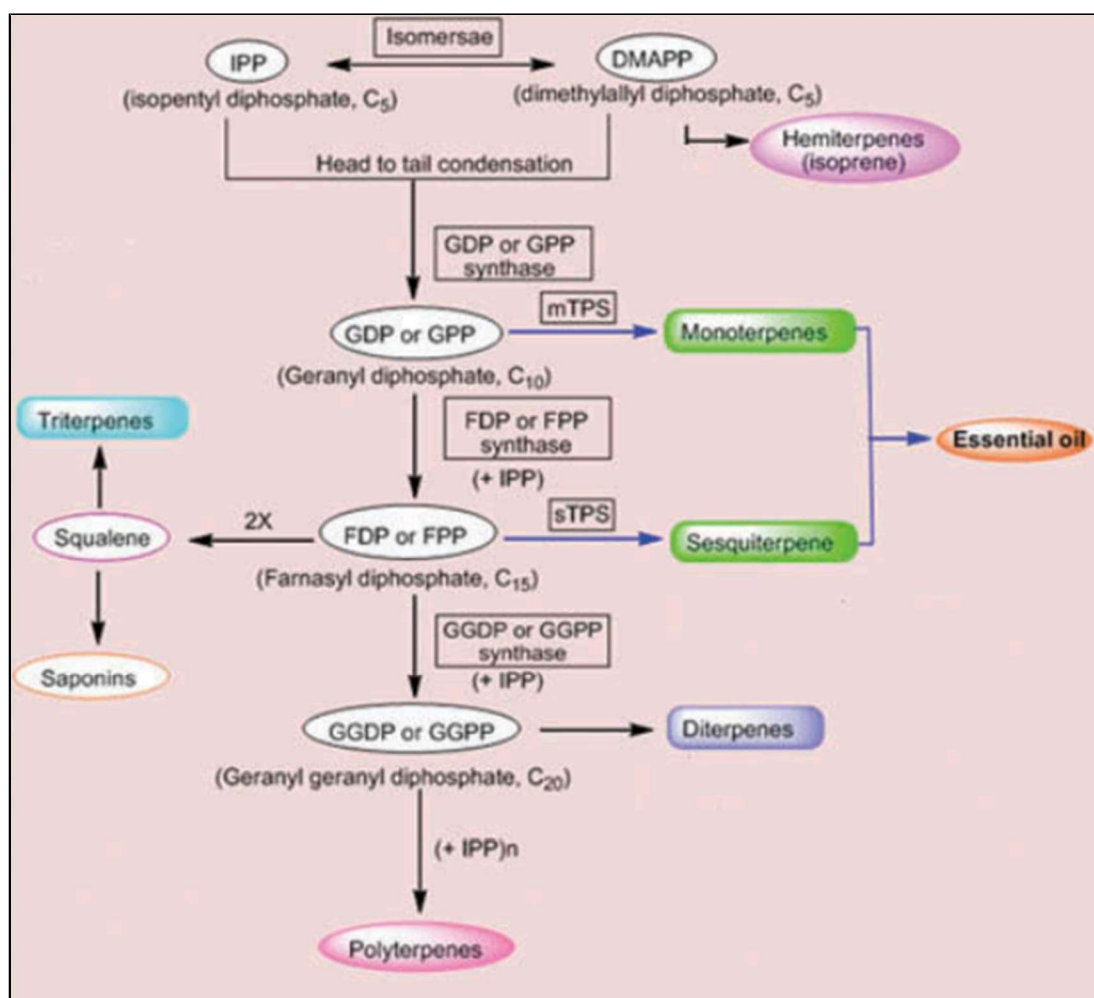 Isomersae
IPP
DMAPP
(isopentyl diphosphate, C₅)
(dimethylallyl diphosphate, C₅)
Hemiterpenes
(isoprene)
Head to tail condensation
GDP or GPP
synthase
mTPS
GDP or GPP
Monoterpenes
(Geranyl diphosphate, C₁₀)
Triterpenes
FDP or FPP
synthase
(+ IPP)
Essential oil
2X
sTPS
Squalene
FDP or FPP
Sesquiterpene
(Farnasyl diphosphate, C₁₅)
GGDP or GGPP
synthase
(+ IPP)
Saponins
GGDP or GGPP
Diterpenes
(Geranyl geranyl diphosphate, C₂₀)
(+ IPP)n
Polyterpenes